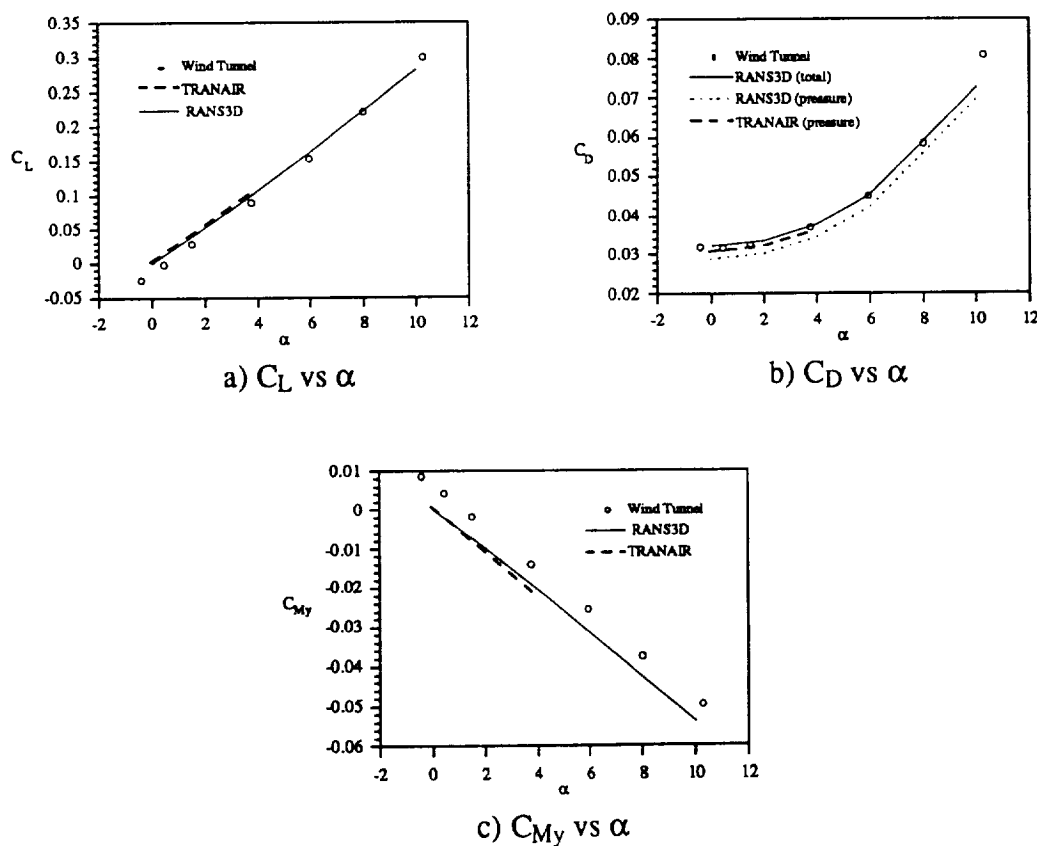 0.35
0.3
0.25
0.2
C_L 0.15
0.1
0.05
0
-0.05
-2 0 2 4 6 8 10 12
α
Wind Tunnel
TRANAIR
RANS3D
a) C_L vs α
0.09
0.08
0.07
0.06
C_D
0.05
0.04
0.03
0.02
-2 0 2 4 6 8 10 12
α
Wind Tunnel
RANS3D (total)
RANS3D (pressure)
TRANAIR (pressure)
b) C_D vs α
0.01
0
-0.01
-0.02
C_My
-0.03
-0.04
-0.05
-0.06
-2 0 2 4 6 8 10 12
α
Wind Tunnel
RANS3D
TRANAIR
c) C_My vs α